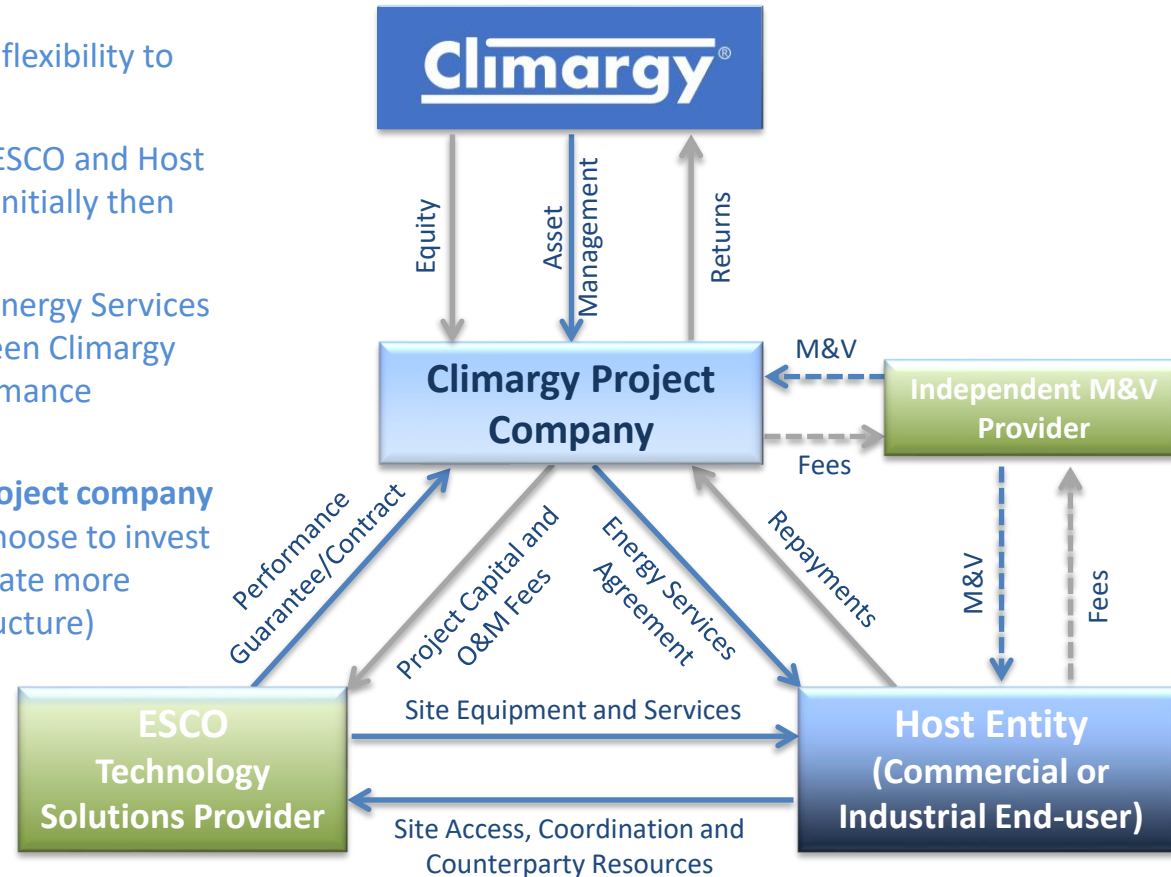 flexibility to
ESCO and Host
nitially then
nergy Services
een Climargy
rmance
oject company
hoose to invest
ate more
ucture)
Climargy®
Equity
Asset
Management
Returns
Climargy Project
Company
M&V
Fees
Independent M&V
Provider
Performance
Guarantee/Contract
Project Capital and
O&M Fees
Energy Services
Agreement
Repayments
M&V
Fees
ESCO
Technology
Solutions Provider
Site Equipment and Services
Site Access, Coordination and
Counterparty Resources
Host Entity
(Commercial or
Industrial End-user)